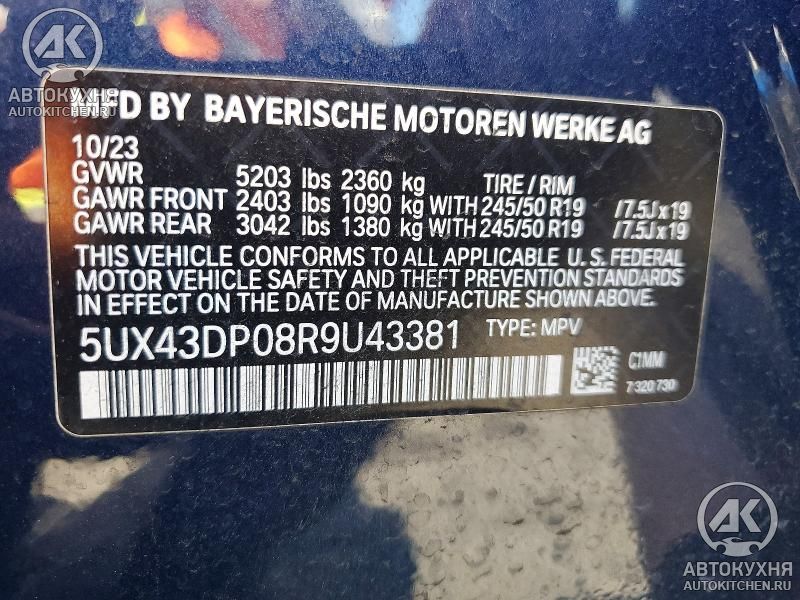 AK
АВТОКУХНЯ
AUTOKITCHEN.RU
MFD BY BAYERISCHE MOTOREN WERKE AG
10/23
GVWR 5203 lbs 2360 kg TIRE / RIM
GAWR FRONT 2403 lbs 1090 kg WITH 245/50 R19 /7.5J x 19
GAWR REAR 3042 lbs 1380 kg WITH 245/50 R19 /7.5J x 19
THIS VEHICLE CONFORMS TO ALL APPLICABLE U. S. FEDERAL
MOTOR VEHICLE SAFETY AND THEFT PREVENTION STANDARDS
IN EFFECT ON THE DATE OF MANUFACTURE SHOWN ABOVE.
5UX43DP08R9U43381 TYPE: MPV
C1MM
7 320 730
AK
АВТОКУХНЯ
AUTOKITCHEN.RU